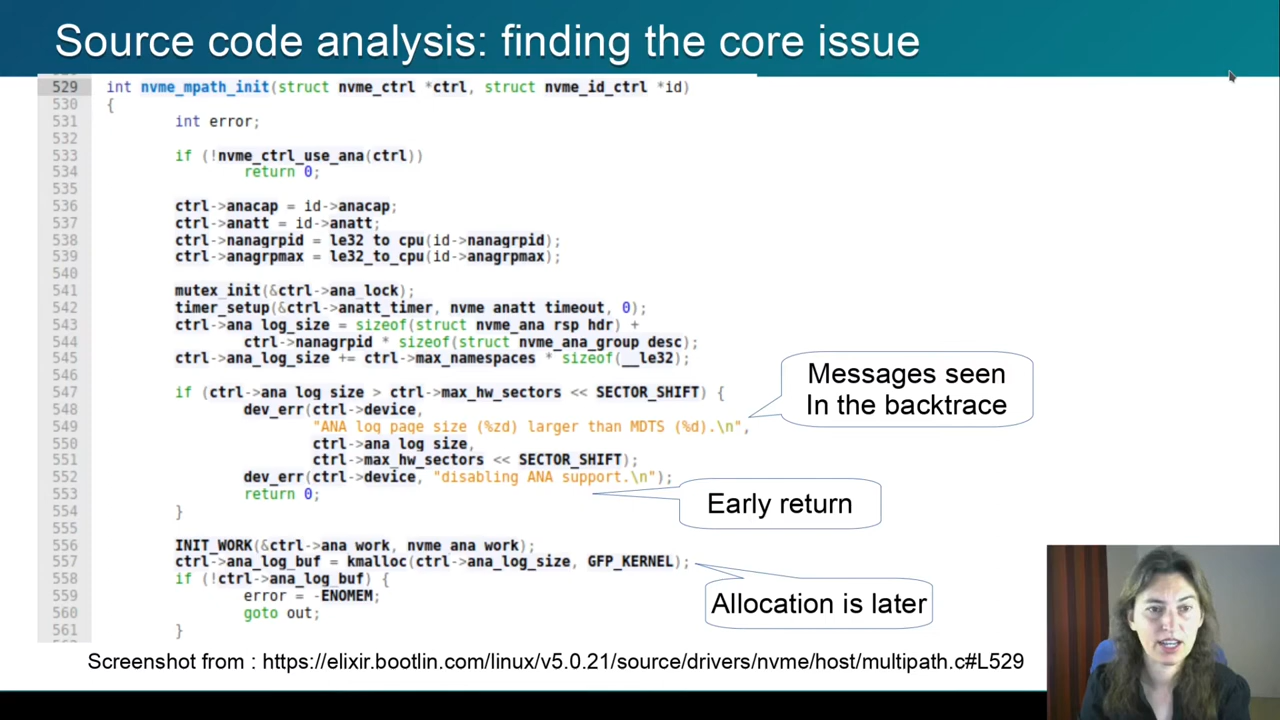 Source code analysis: finding the core issue
529 int nvme_mpath_init(struct nvme_ctrl *ctrl, struct nvme_id_ctrl *id)
530 {
531 int error;
532
533 if (!nvme_ctrl_use_ana(ctrl))
534 return 0;
535
536 ctrl->anacap = id->anacap;
537 ctrl->anatt = id->anatt;
538 ctrl->nanagrpid = le32_to_cpu(id->nanagrpid);
539 ctrl->anagrpmax = le32_to_cpu(id->anagrpmax);
540
541 mutex_init(&ctrl->ana_lock);
542 timer_setup(&ctrl->anatt_timer, nvme_anatt_timeout, 0);
543 ctrl->ana_log_size = sizeof(struct nvme_ana_rsp_hdr) +
544 ctrl->nanagrpid * sizeof(struct nvme_ana_group_desc);
545 ctrl->ana_log_size += ctrl->max_namespaces * sizeof(__le32);
546
547 if (ctrl->ana_log_size > ctrl->max_hw_sectors << SECTOR_SHIFT) {
548 dev_err(ctrl->device,
549 "ANA log page size (%zd) larger than MDTS (%d).\n",
550 ctrl->ana_log_size,
551 ctrl->max_hw_sectors << SECTOR_SHIFT);
552 dev_err(ctrl->device, "disabling ANA support.\n");
553 return 0;
554 }
555
556 INIT_WORK(&ctrl->ana_work, nvme_ana_work);
557 ctrl->ana_log_buf = kmalloc(ctrl->ana_log_size, GFP_KERNEL);
558 if (!ctrl->ana_log_buf) {
559 error = -ENOMEM;
560 goto out;
561 }
Messages seen
In the backtrace
Early return
Allocation is later
Screenshot from : https://elixir.bootlin.com/linux/v5.0.21/source/drivers/nvme/host/multipath.c#L529